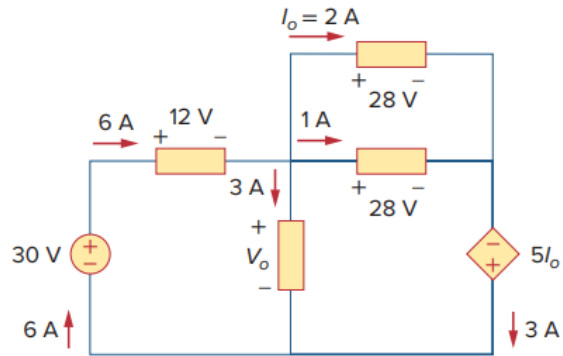 I_o = 2 A
+ −
28 V
6 A
12 V
+ −
1 A
+ −
28 V
3 A
30 V
+
−
+
V_o
−
−
+
5I_o
6 A
3 A